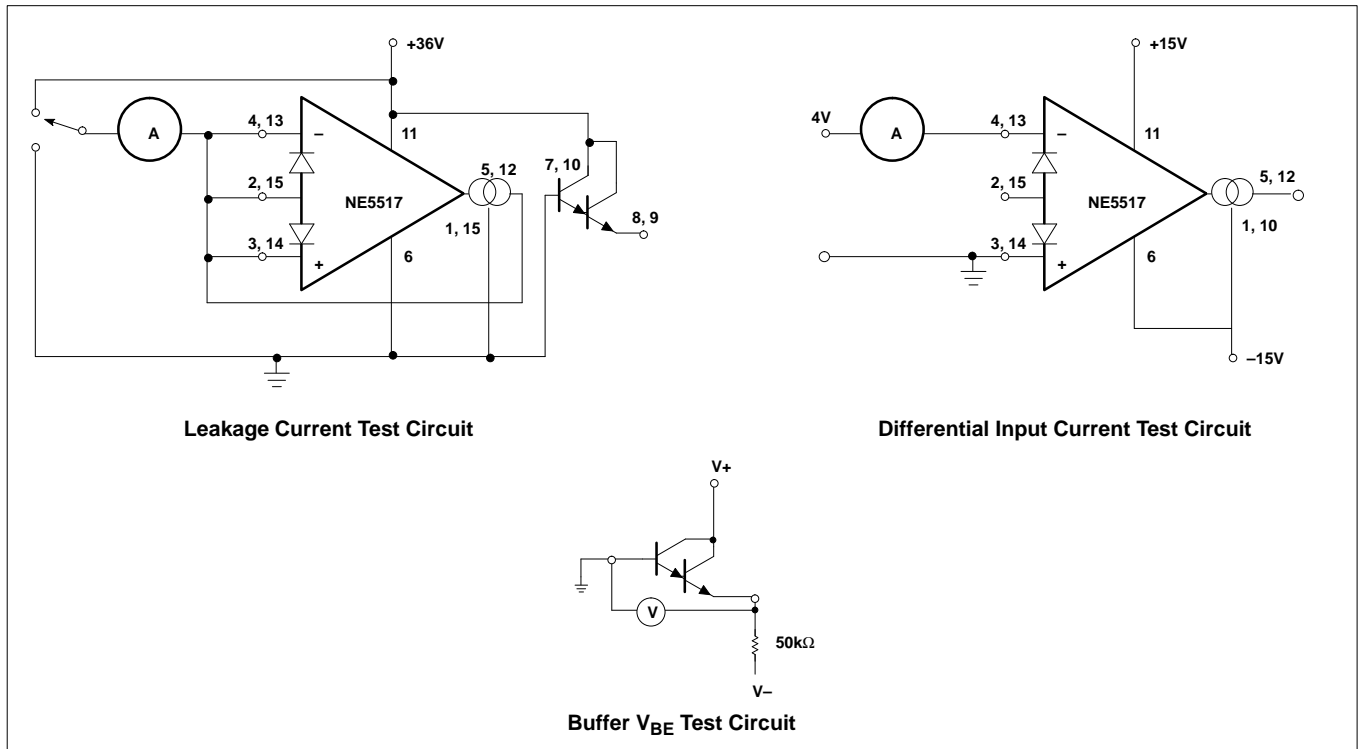 +36V
A
4, 13
–
11
2, 15
NE5517
5, 12
7, 10
8, 9
1, 15
3, 14
+
6
Leakage Current Test Circuit
+15V
4V
A
4, 13
–
11
2, 15
NE5517
5, 12
1, 10
3, 14
+
6
–15V
Differential Input Current Test Circuit
V+
V
50kΩ
V–
Buffer VBE Test Circuit